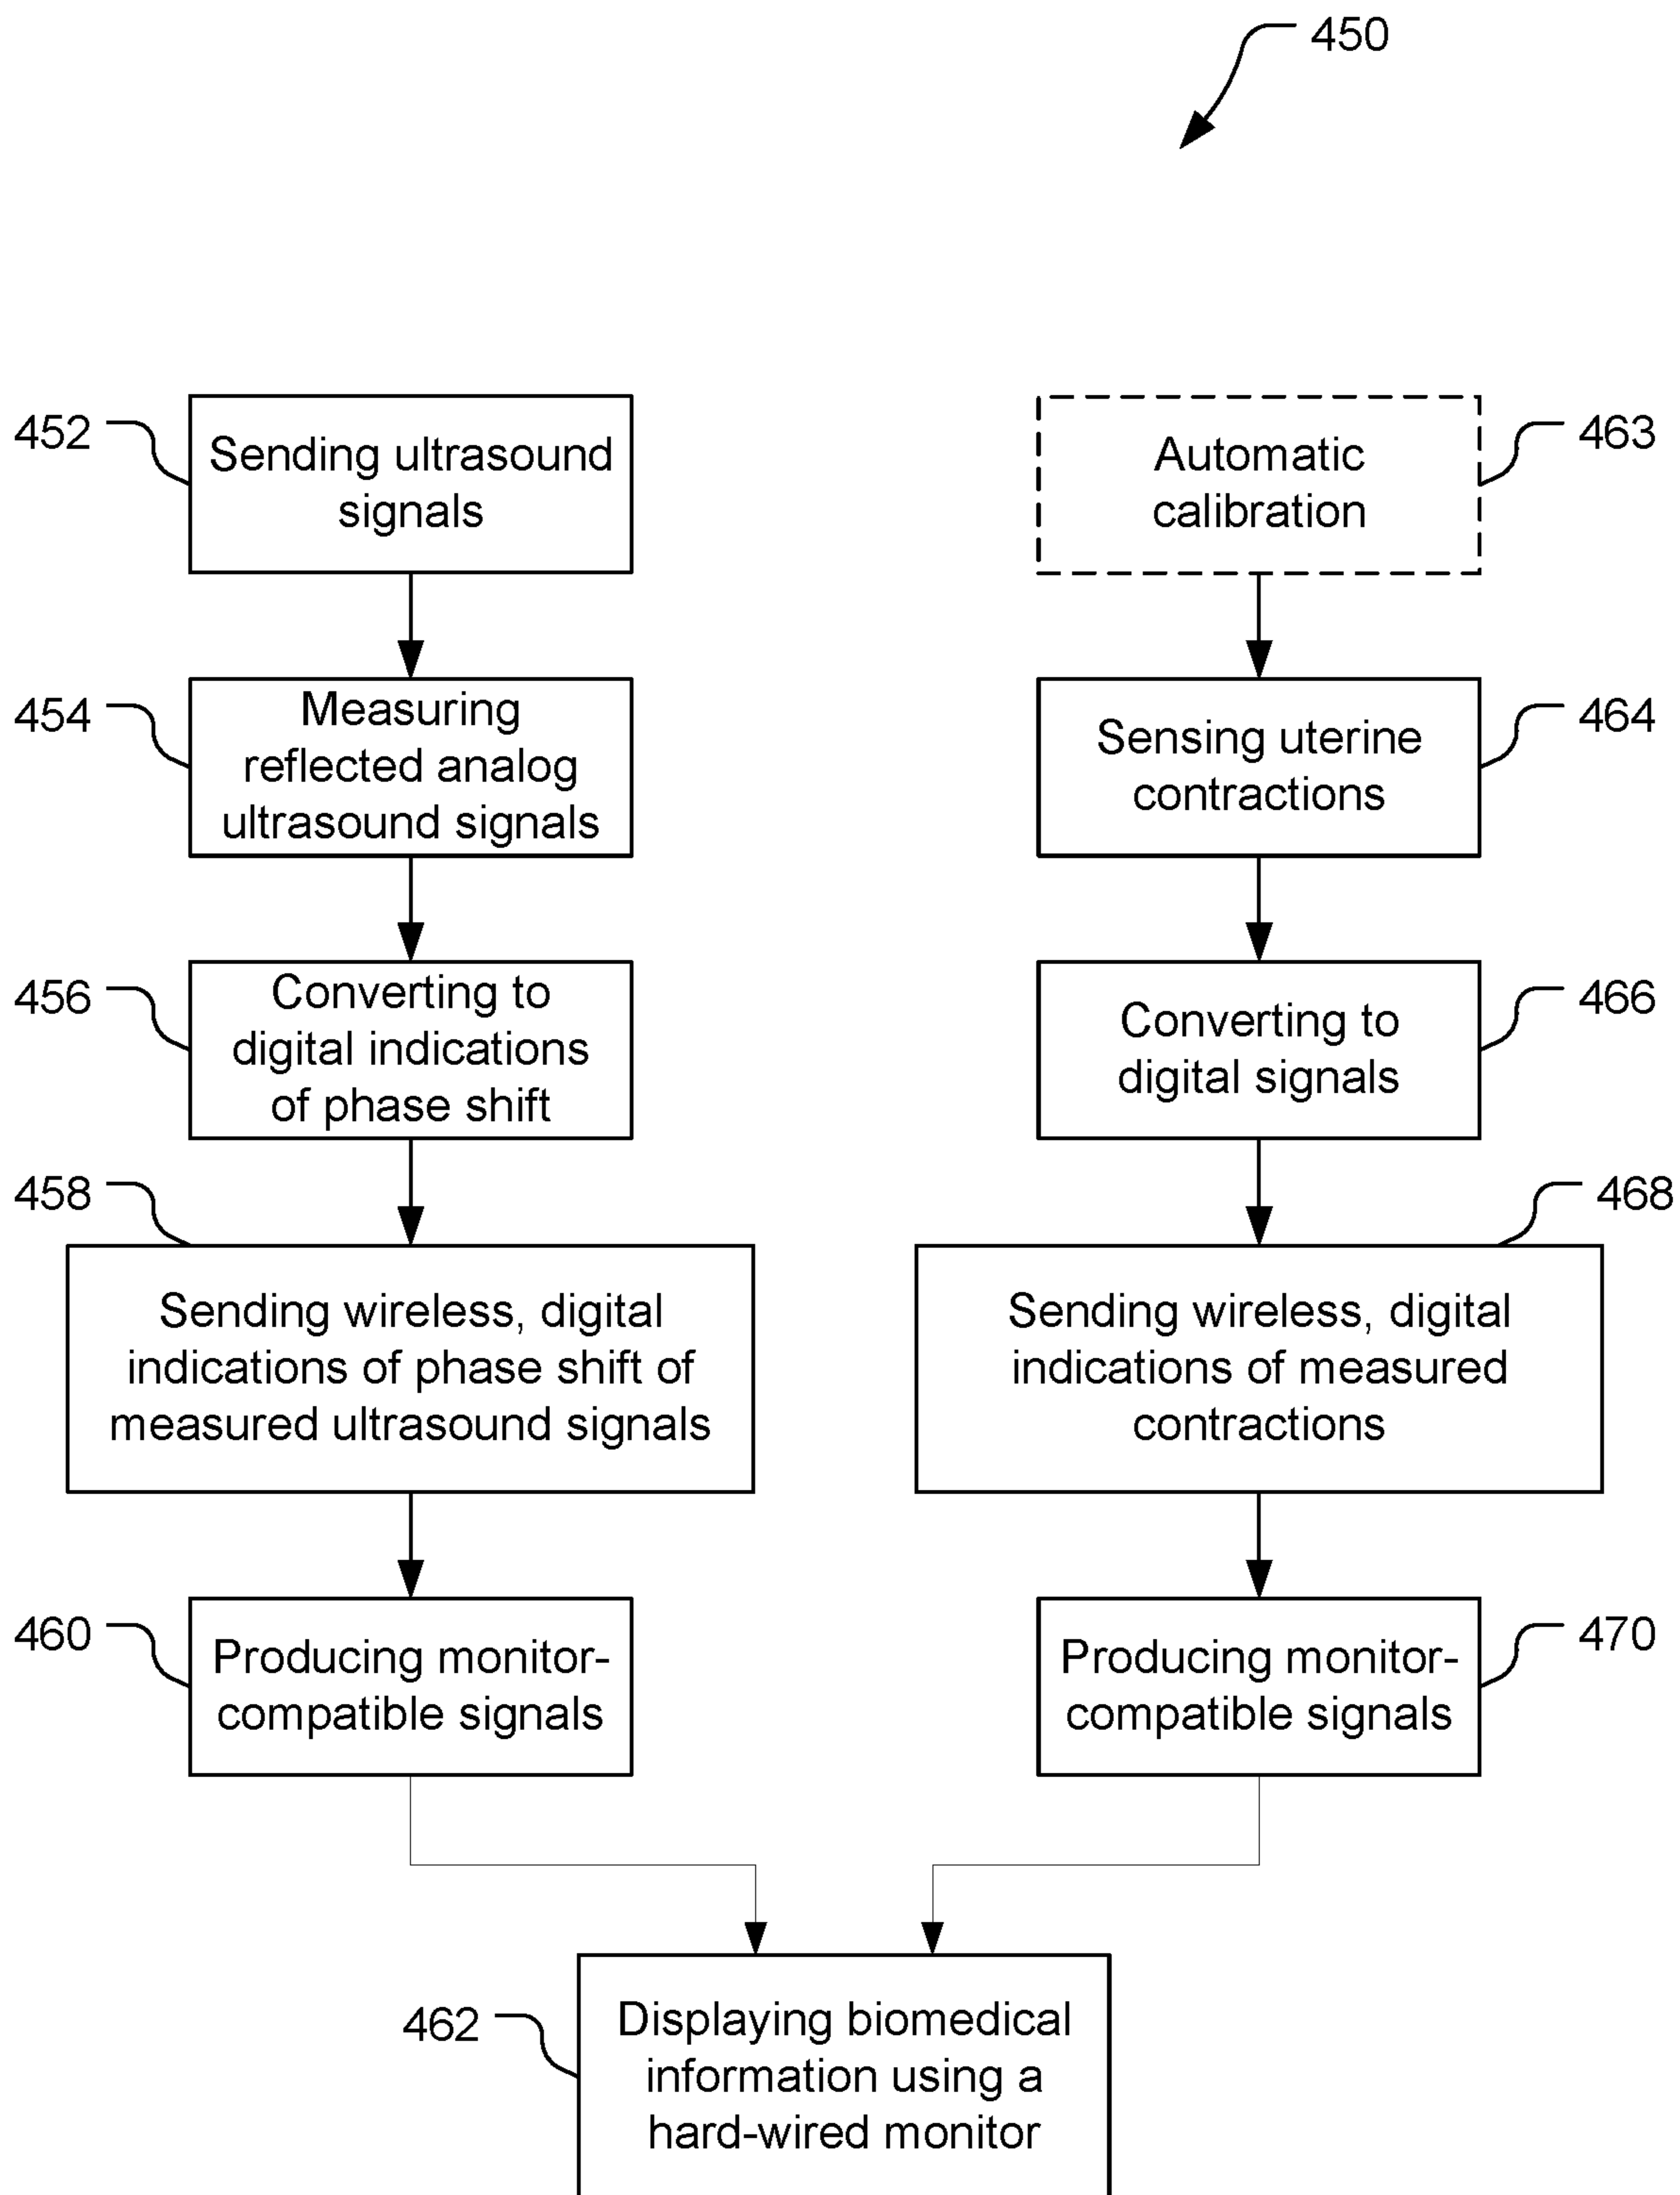 450
452
Sending ultrasound
signals
463
Automatic
calibration
454
Measuring
reflected analog
ultrasound signals
464
Sensing uterine
contractions
456
Converting to
digital indications
of phase shift
466
Converting to
digital signals
458
Sending wireless, digital
indications of phase shift of
measured ultrasound signals
468
Sending wireless, digital
indications of measured
contractions
460
Producing monitor-
compatible signals
470
Producing monitor-
compatible signals
462
Displaying biomedical
information using a
hard-wired monitor